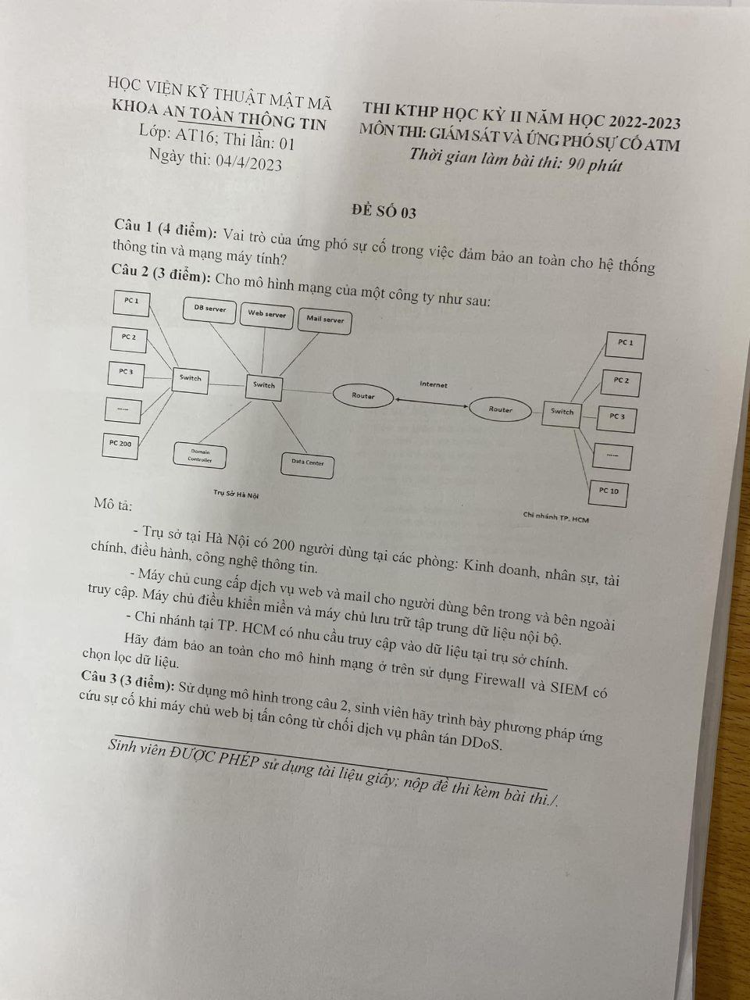 HỌC VIỆN KỸ THUẬT MẬT MÃ
KHOA AN TOÀN THÔNG TIN
Lớp: AT16; Thi lần: 01
Ngày thi: 04/4/2023
THI KTHP HỌC KỲ II NĂM HỌC 2022-2023
MÔN THI: GIÁM SÁT VÀ ỨNG PHÓ SỰ CỐ ATM
Thời gian làm bài thi: 90 phút
ĐỀ SỐ 03
Câu 1 (4 điểm): Vai trò của ứng phó sự cố trong việc đảm bảo an toàn cho hệ thống
thông tin và mạng máy tính?
Câu 2 (3 điểm): Cho mô hình mạng của một công ty như sau:
PC 1
PC 2
PC 3
......
PC 200
DB server
Web server
Mail server
Switch
Switch
Domain
Controller
Data Center
Router
Internet
Router
Switch
PC 1
PC 2
PC 3
......
PC 10
Trụ Sở Hà Nội
Chi nhánh TP. HCM
Mô tả:
- Trụ sở tại Hà Nội có 200 người dùng tại các phòng: Kinh doanh, nhân sự, tài
chính, điều hành, công nghệ thông tin.
- Máy chủ cung cấp dịch vụ web và mail cho người dùng bên trong và bên ngoài
truy cập. Máy chủ điều khiển miền và máy chủ lưu trữ tập trung dữ liệu nội bộ.
- Chi nhánh tại TP. HCM có nhu cầu truy cập vào dữ liệu tại trụ sở chính.
Hãy đảm bảo an toàn cho mô hình mạng ở trên sử dụng Firewall và SIEM có
chọn lọc dữ liệu.
Câu 3 (3 điểm): Sử dụng mô hình trong câu 2, sinh viên hãy trình bày phương pháp ứng
cứu sự cố khi máy chủ web bị tấn công từ chối dịch vụ phân tán DDoS.
Sinh viên ĐƯỢC PHÉP sử dụng tài liệu giấy; nộp đề thi kèm bài thi./.